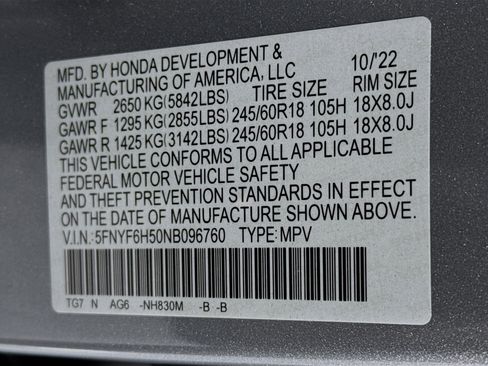 MFD. BY HONDA DEVELOPMENT & 10/'22
MANUFACTURING OF AMERICA, LLC
GVWR 2650 KG(5842LBS) TIRE SIZE RIM SIZE
GAWR F 1295 KG(2855LBS) 245/60R18 105H 18X8.0J
GAWR R 1425 KG(3142LBS) 245/60R18 105H 18X8.0J
THIS VEHICLE CONFORMS TO ALL APPLICABLE
FEDERAL MOTOR VEHICLE SAFETY
AND THEFT PREVENTION STANDARDS IN EFFECT
ON THE DATE OF MANUFACTURE SHOWN ABOVE.
V.I.N.: 5FNYF6H50NB096760 TYPE: MPV
TG7 N AG6 -NH830M -B -B